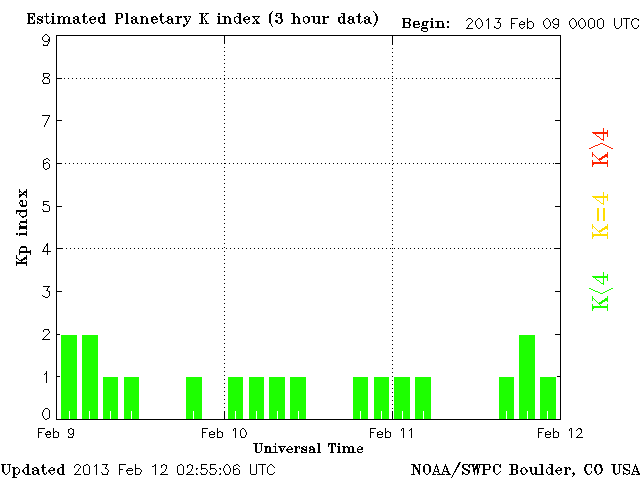 Estimated Planetary K index (3 hour data) Begin: 2013 Feb 09 0000 UTC
9
8
7
6
5
4
3
2
1
0
Kp index
K>4
K=4
K<4
Feb 9 Feb 10 Feb 11 Feb 12
Universal Time
Updated 2013 Feb 12 02:55:06 UTC NOAA/SWPC Boulder, CO USA